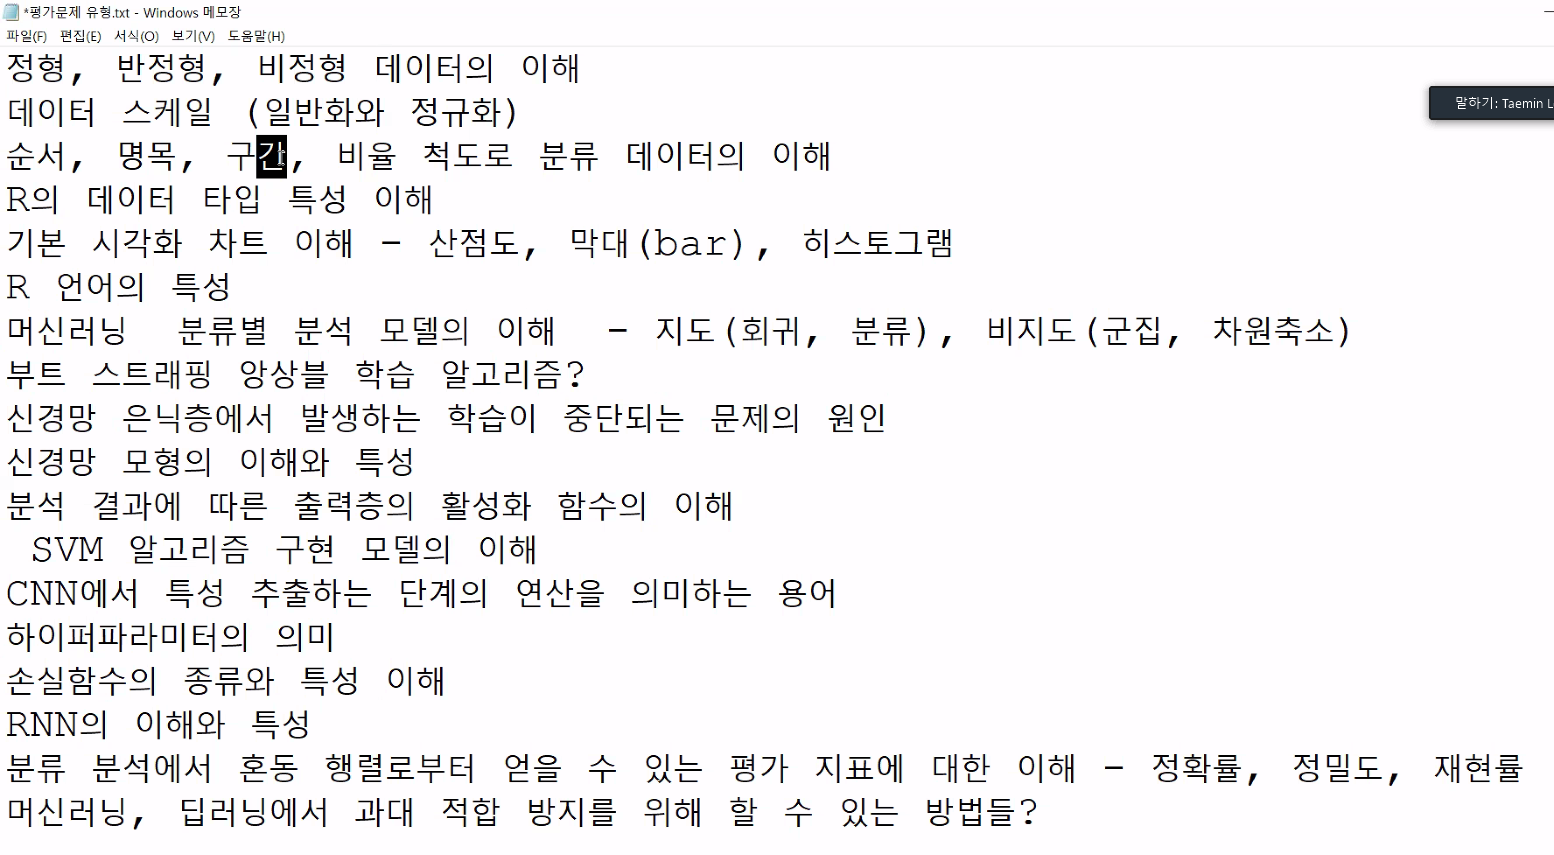 *평가문제 유형.txt - Windows 메모장
파일(F) 편집(E) 서식(O) 보기(V) 도움말(H)
정형, 반정형, 비정형 데이터의 이해
데이터 스케일 (일반화와 정규화)
말하기: Taemin L
순서, 명목, 구간, 비율 척도로 분류 데이터의 이해
R의 데이터 타입 특성 이해
기본 시각화 차트 이해 - 산점도, 막대(bar), 히스토그램
R 언어의 특성
머신러닝  분류별 분석 모델의 이해  - 지도(회귀, 분류), 비지도(군집, 차원축소)
부트 스트래핑 앙상블 학습 알고리즘?
신경망 은닉층에서 발생하는 학습이 중단되는 문제의 원인
신경망 모형의 이해와 특성
분석 결과에 따른 출력층의 활성화 함수의 이해
SVM 알고리즘 구현 모델의 이해
CNN에서 특성 추출하는 단계의 연산을 의미하는 용어
하이퍼파라미터의 의미
손실함수의 종류와 특성 이해
RNN의 이해와 특성
분류 분석에서 혼동 행렬로부터 얻을 수 있는 평가 지표에 대한 이해 - 정확률, 정밀도, 재현률
머신러닝, 딥러닝에서 과대 적합 방지를 위해 할 수 있는 방법들?